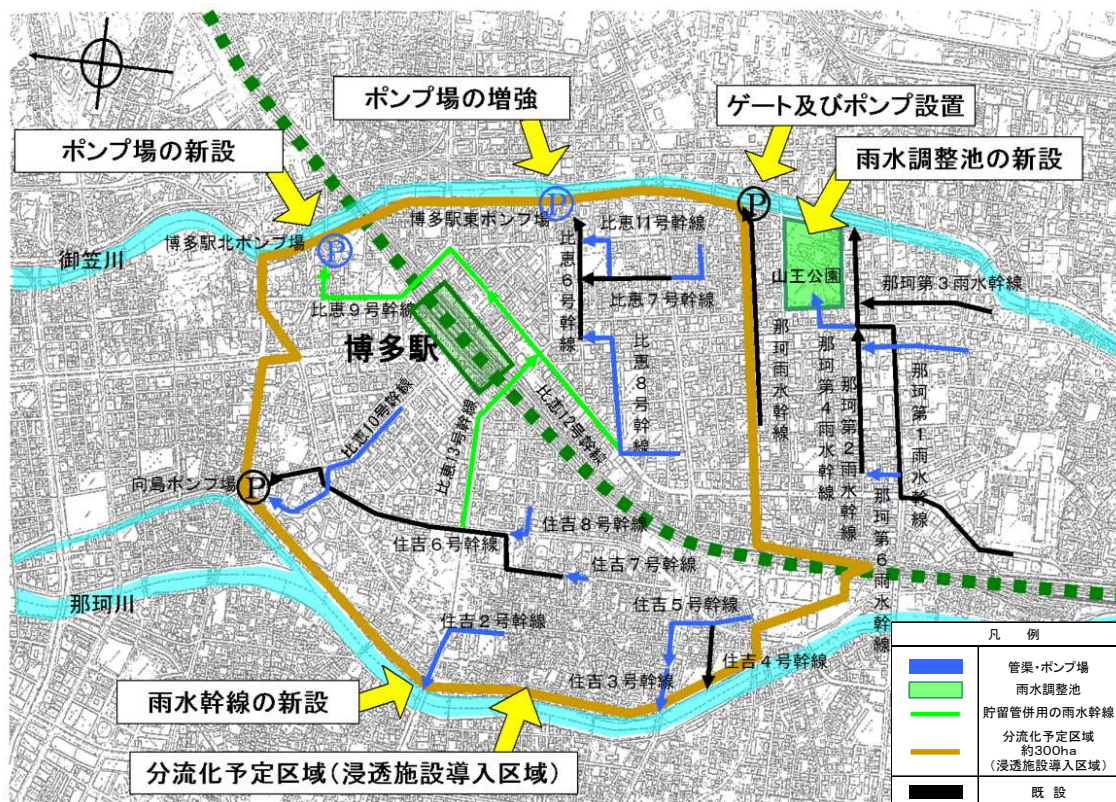 ポンプ場の増強
ゲート及びポンプ設置
ポンプ場の新設
雨水調整池の新設
P
博多駅東ポンプ場
P
博多駅北ポンプ場
P
御笠川
比恵11号幹線
比恵6号幹線
比恵7号幹線
山王公園
那珂第3雨水幹線
比恵9号幹線
博多駅
比恵8号幹線
那珂雨水幹線
那珂第4雨水幹線
那珂第2雨水幹線
那珂第1雨水幹線
比恵10号幹線
比恵13号幹線
比恵12号幹線
向島ポンプ場
P
住吉6号幹線
住吉8号幹線
住吉7号幹線
那珂第6雨水幹線
那珂川
住吉2号幹線
住吉5号幹線
住吉4号幹線
住吉3号幹線
雨水幹線の新設
分流化予定区域(浸透施設導入区域)
凡 例
管渠・ポンプ場
雨水調整池
貯留管併用の雨水幹線
分流化予定区域
約300ha
(浸透施設導入区域)
既 設